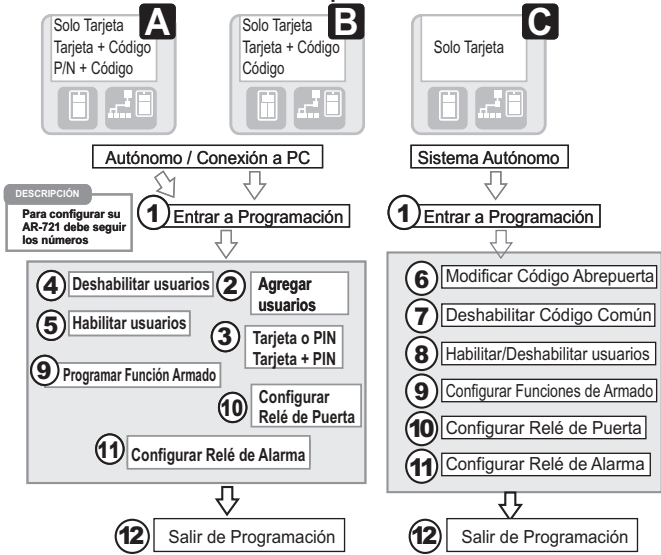 A
Solo Tarjeta
Tarjeta + Código
P/N + Código
B
Solo Tarjeta
Tarjeta + Código
Código
C
Solo Tarjeta
Autónomo / Conexión a PC
Sistema Autónomo
DESCRIPCIÓN
Para configurar su
AR-721 debe seguir
los números
1 Entrar a Programación
1 Entrar a Programación
4 Deshabilitar usuarios
2 Agregar
usuarios
5 Habilitar usuarios
3 Tarjeta o PIN
Tarjeta + PIN
9 Programar Función Armado
10 Configurar
Relé de Puerta
11 Configurar Relé de Alarma
6 Modificar Código Abrepuerta
7 Deshabilitar Código Común
8 Habilitar/Deshabilitar usuarios
9 Configurar Funciones de Armado
10 Configurar Relé de Puerta
11 Configurar Relé de Alarma
12 Salir de Programación
12 Salir de Programación